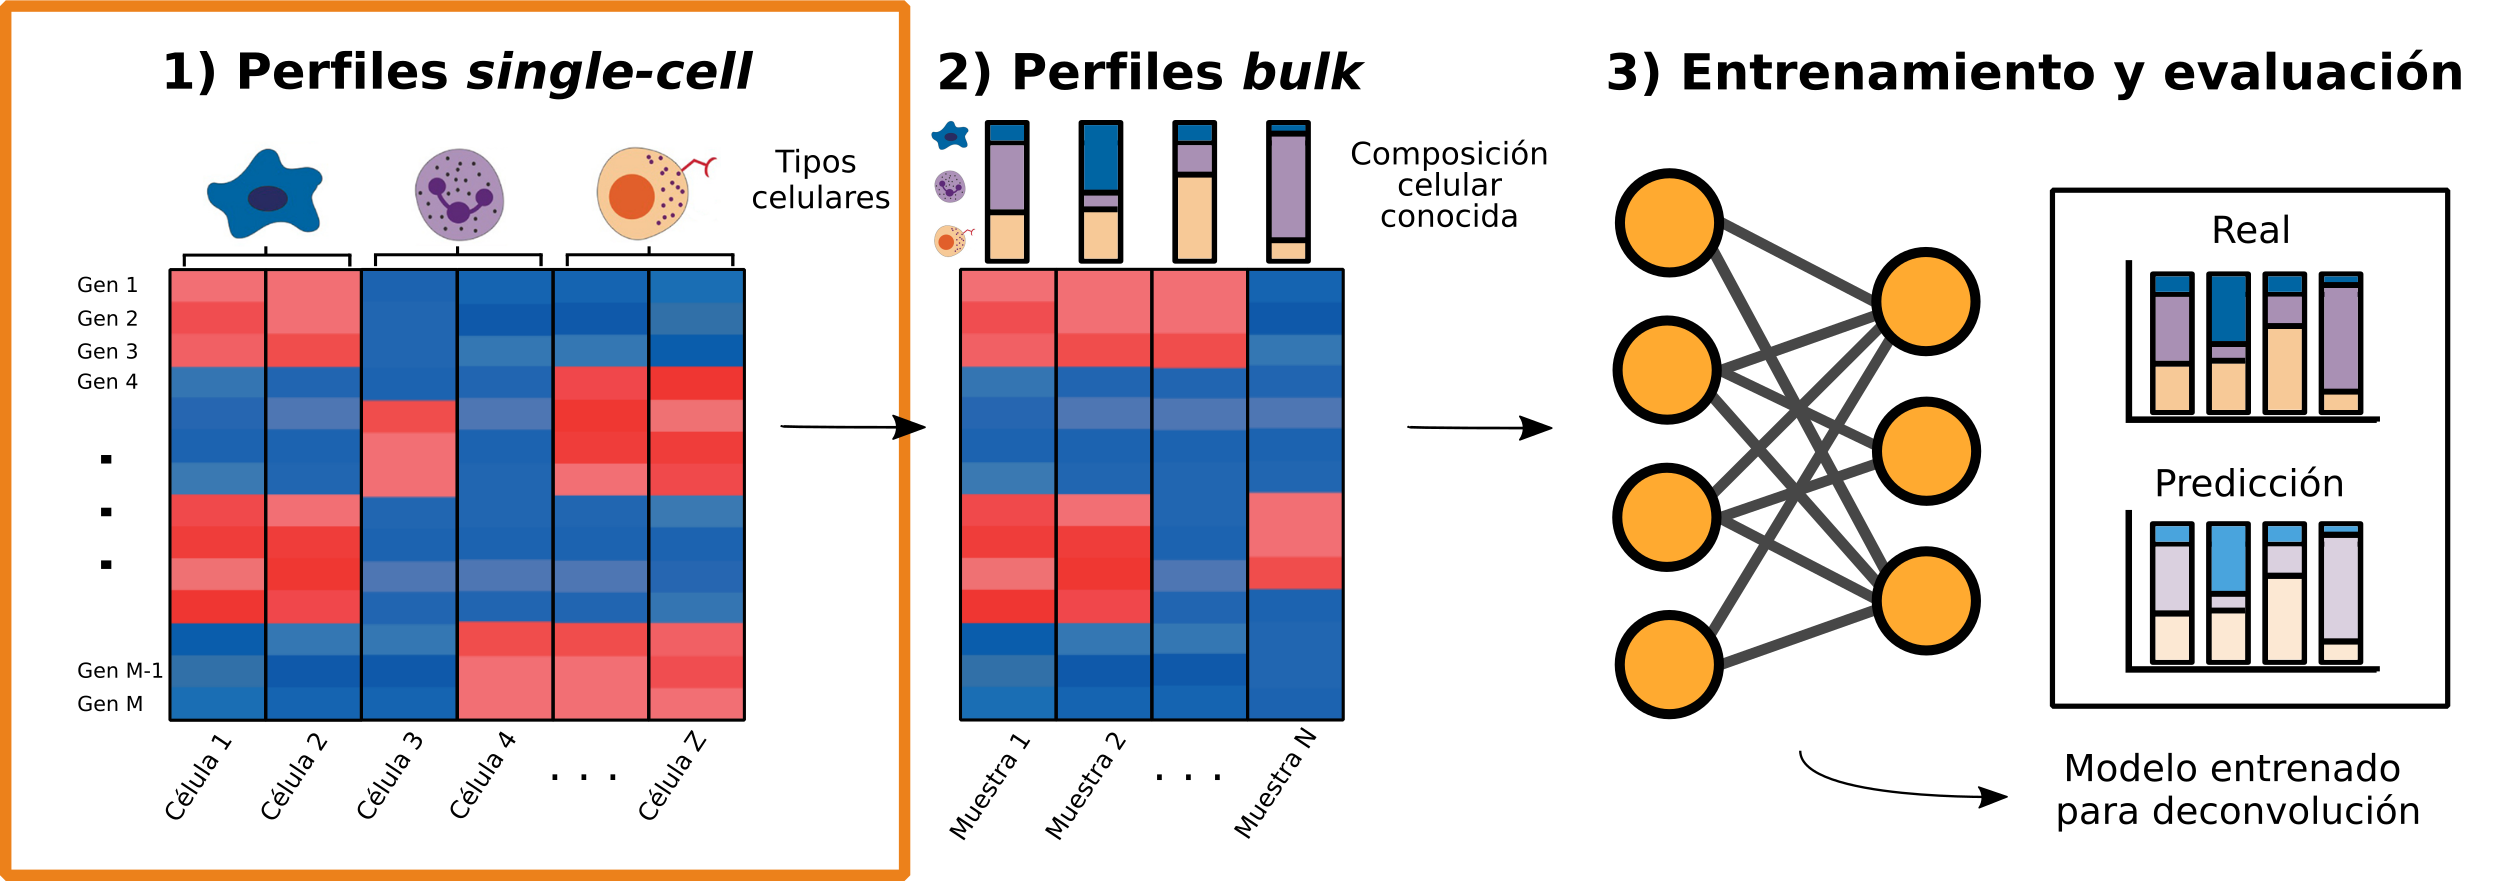 1) Perfiles single-cell
Tipos
celulares
Gen 1
Gen 2
Gen 3
Gen 4
.
.
.
Gen M-1
Gen M
Célula 1
Célula 2
Célula 3
Célula 4
. . .
Célula Z
2) Perfiles bulk
Composición
celular
conocida
Muestra 1
Muestra 2
. . .
Muestra N
3) Entrenamiento y evaluación
Real
Predicción
Modelo entrenado
para deconvolución